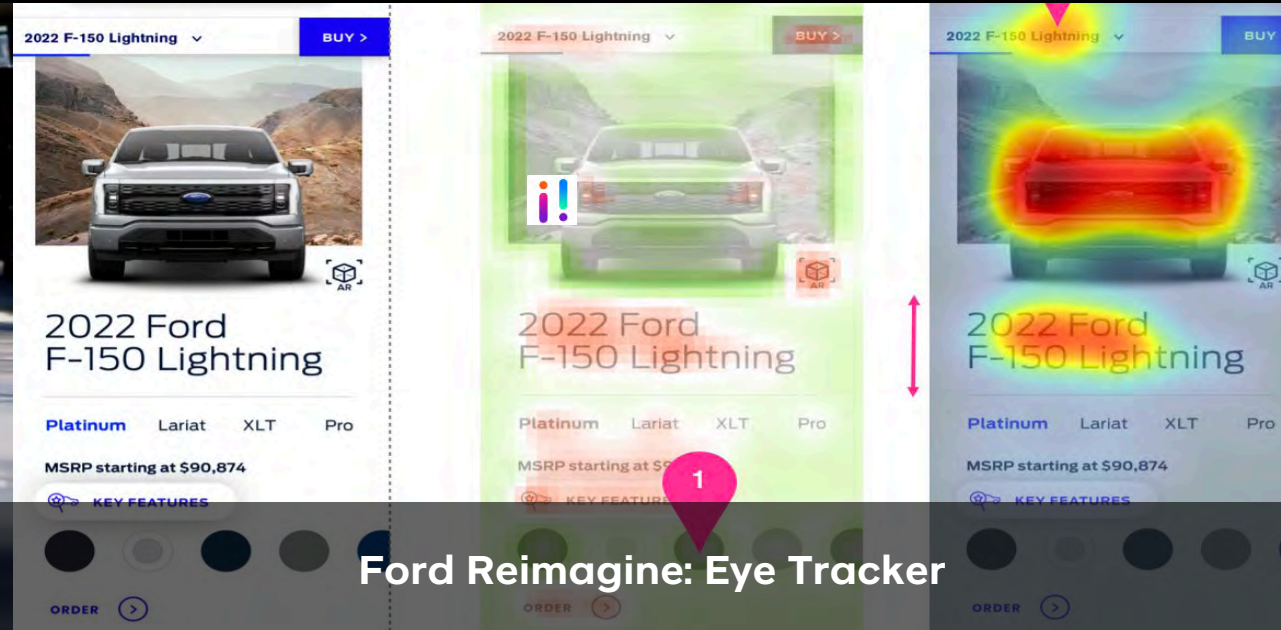 2022 F-150 Lightning
BUY >
AR
2022 Ford
F-150 Lightning
Platinum Lariat XLT Pro
MSRP starting at $90,874
KEY FEATURES
ORDER
2022 F-150 Lightning
BUY >
AR
2022 Ford
F-150 Lightning
Platinum Lariat XLT Pro
MSRP starting at $9
1
KEY FEATURE
ORDER
2022 F-150 Lightning
BUY
AR
2022 Ford
F-150 Lightning
Platinum Lariat XLT Pro
MSRP starting at $90,874
KEY FEATURES
ORDER
Ford Reimagine: Eye Tracker